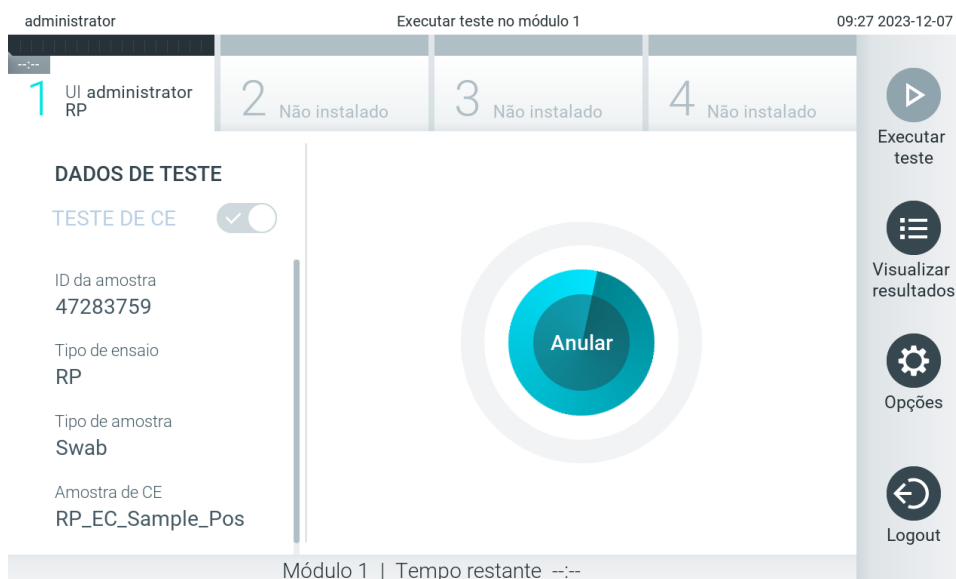 administrator
Executar teste no módulo 1
09:27 2023-12-07
--:--
1
UI administrator
RP
2 Não instalado
3 Não instalado
4 Não instalado
Executar
teste
DADOS DE TESTE
TESTE DE CE
ID da amostra
47283759
Tipo de ensaio
RP
Tipo de amostra
Swab
Amostra de CE
RP_EC_Sample_Pos
Anular
Visualizar
resultados
Opções
Logout
Módulo 1 | Tempo restante --:--